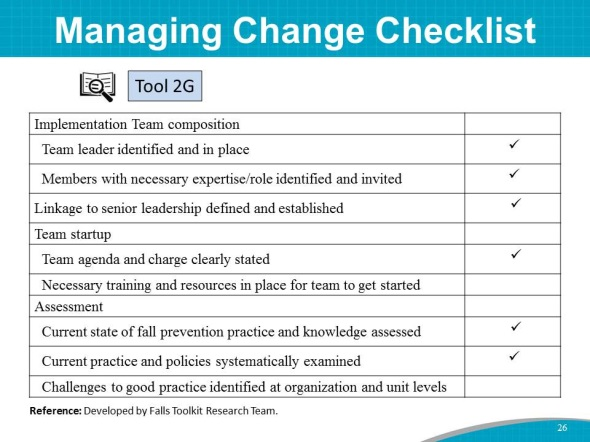 Managing Change Checklist
Tool 2G
Implementation Team composition
Team leader identified and in place ✓
Members with necessary expertise/role identified and invited ✓
Linkage to senior leadership defined and established ✓
Team startup
Team agenda and charge clearly stated ✓
Necessary training and resources in place for team to get started
Assessment
Current state of fall prevention practice and knowledge assessed ✓
Current practice and policies systematically examined ✓
Challenges to good practice identified at organization and unit levels
Reference: Developed by Falls Toolkit Research Team.
26